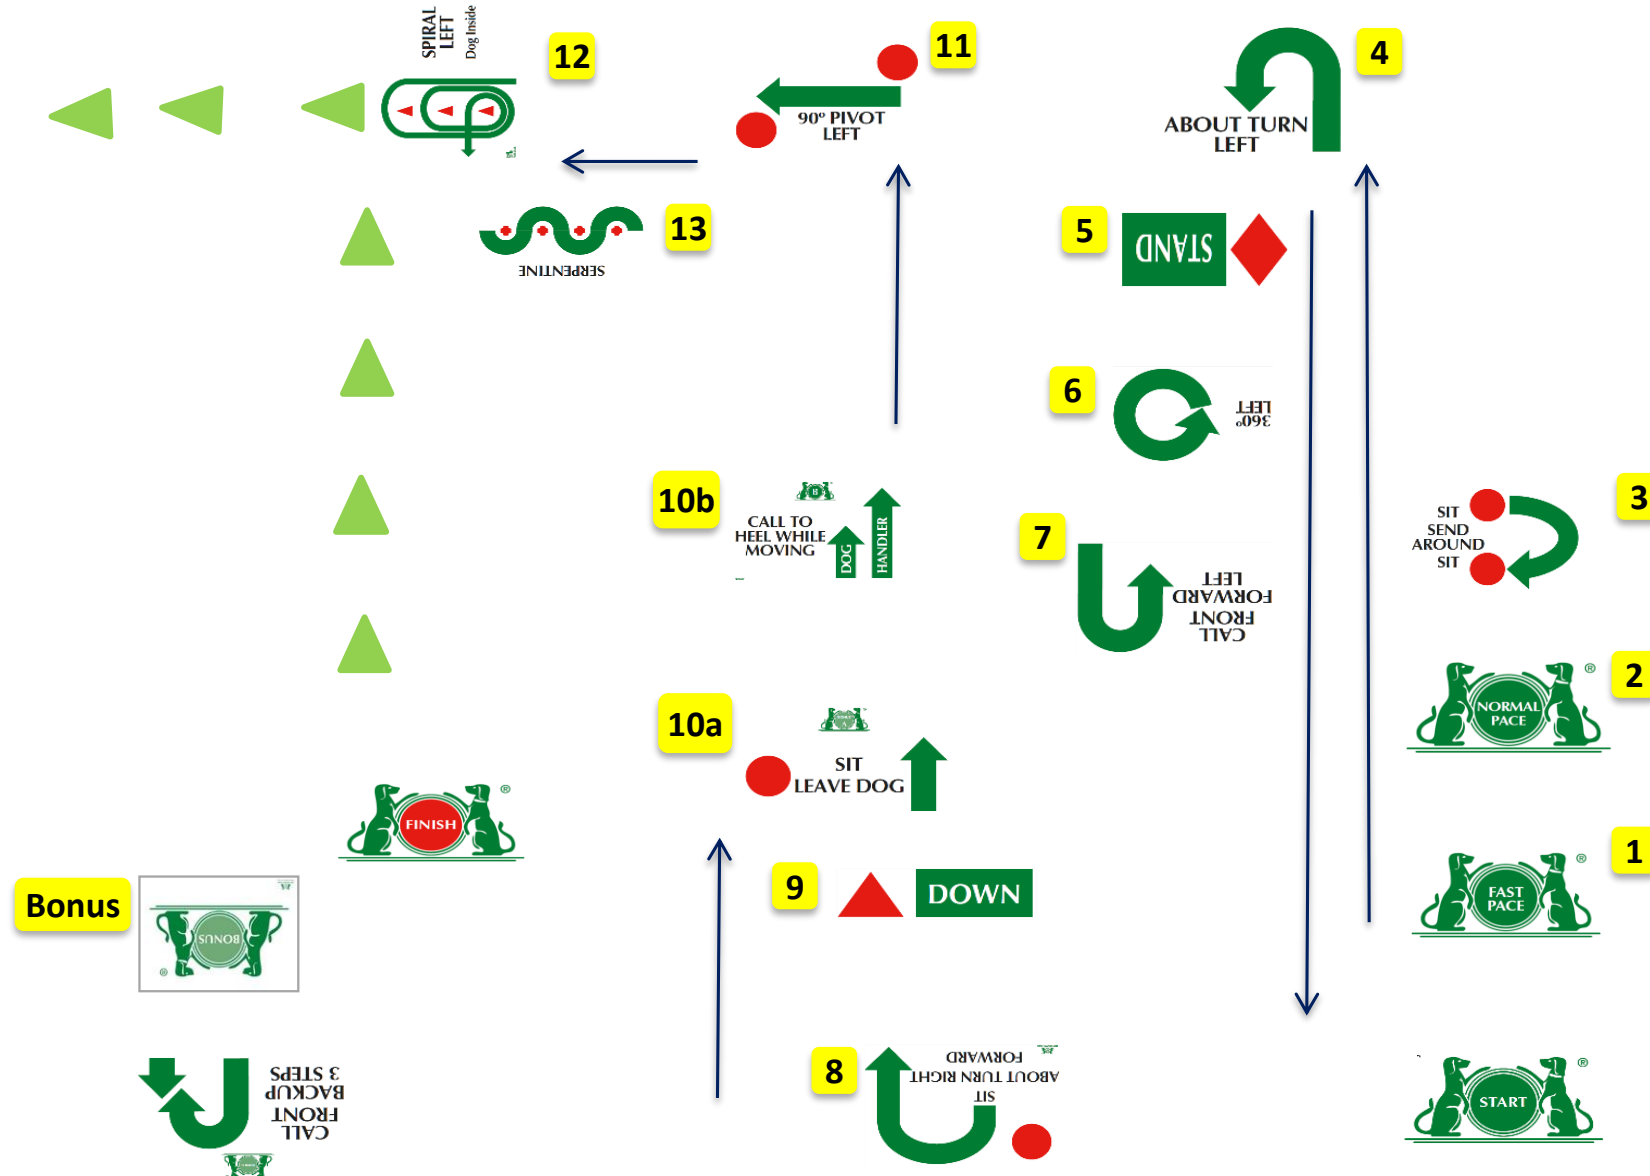 SPIRAL
LEFT
Dog Inside
12
11
90º PIVOT
LEFT
4
ABOUT TURN
LEFT
13
SERPENTINE
5
STAND
6
360º
LEFT
10b
CALL TO
HEEL WHILE
MOVING
DOG
HANDLER
7
CALL
FRONT
FORWARD
LEFT
3
SIT
SEND
AROUND
SIT
2
NORMAL
PACE
®
10a
SIT
LEAVE DOG
FINISH
®
1
FAST
PACE
®
Bonus
BONUS
®
9
DOWN
8
SIT
ABOUT TURN RIGHT
FORWARD
CALL
FRONT
BACKUP
3 STEPS
START
®